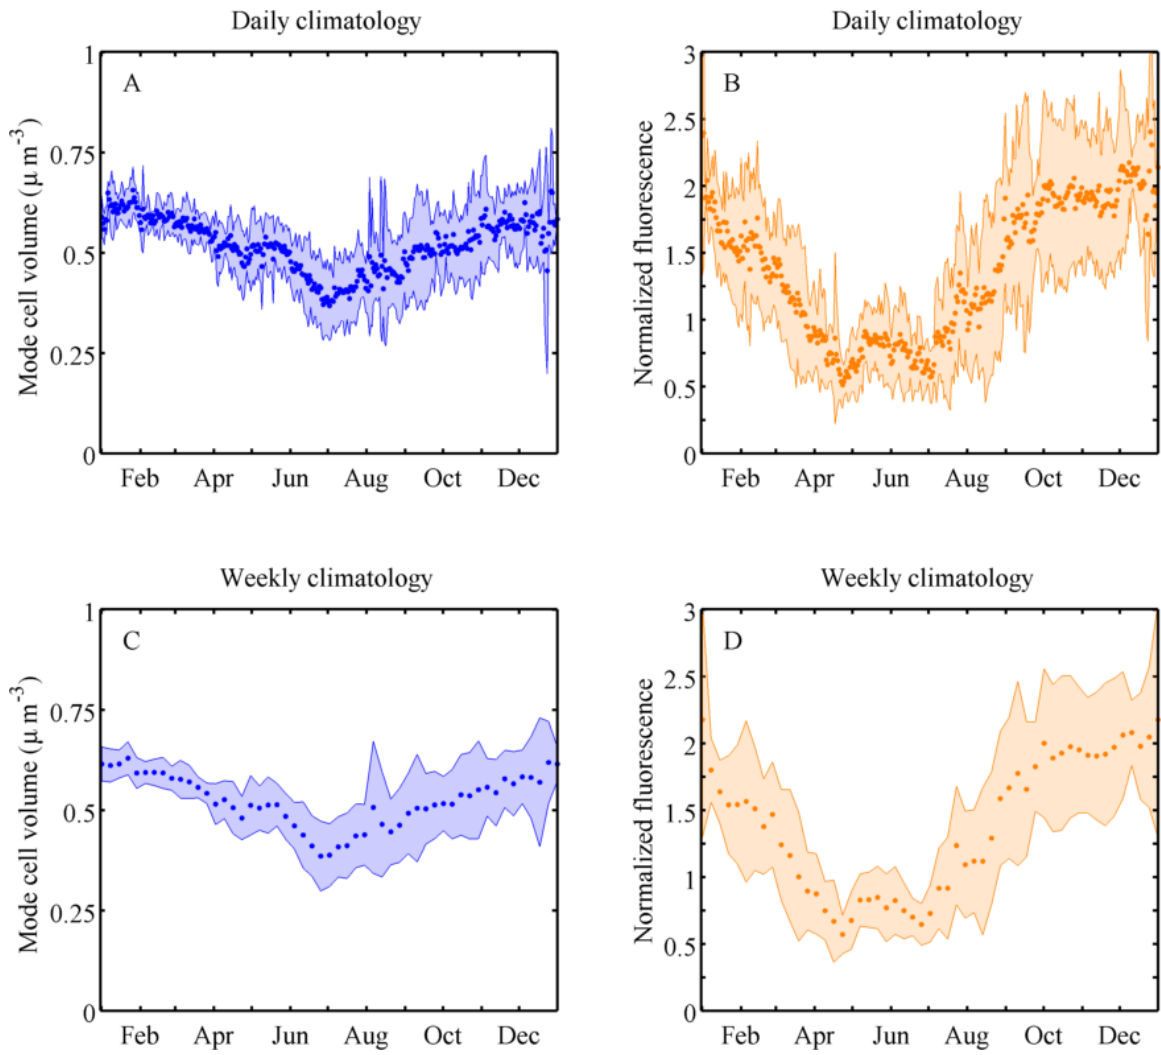 Daily climatology
Daily climatology
A
B
Mode cell volume (μ m⁻³)
1
0.75
0.5
0.25
0
Feb Apr Jun Aug Oct Dec
Normalized fluorescence
3
2.5
2
1.5
1
0.5
0
Feb Apr Jun Aug Oct Dec
Weekly climatology
Weekly climatology
C
D
Mode cell volume (μ m⁻³)
1
0.75
0.5
0.25
0
Feb Apr Jun Aug Oct Dec
Normalized fluorescence
3
2.5
2
1.5
1
0.5
0
Feb Apr Jun Aug Oct Dec